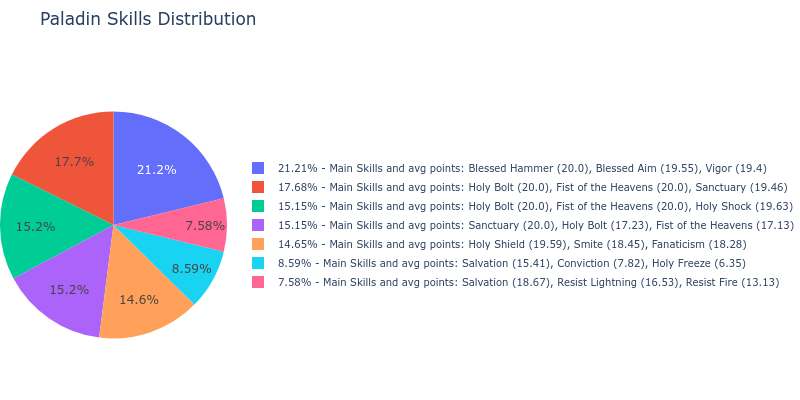 Paladin Skills Distribution
17.7%
21.2%
15.2%
7.58%
8.59%
15.2%
14.6%
21.21% - Main Skills and avg points: Blessed Hammer (20.0), Blessed Aim (19.55), Vigor (19.4)
17.68% - Main Skills and avg points: Holy Bolt (20.0), Fist of the Heavens (20.0), Sanctuary (19.46)
15.15% - Main Skills and avg points: Holy Bolt (20.0), Fist of the Heavens (20.0), Holy Shock (19.63)
15.15% - Main Skills and avg points: Sanctuary (20.0), Holy Bolt (17.23), Fist of the Heavens (17.13)
14.65% - Main Skills and avg points: Holy Shield (19.59), Smite (18.45), Fanaticism (18.28)
8.59% - Main Skills and avg points: Salvation (15.41), Conviction (7.82), Holy Freeze (6.35)
7.58% - Main Skills and avg points: Salvation (18.67), Resist Lightning (16.53), Resist Fire (13.13)